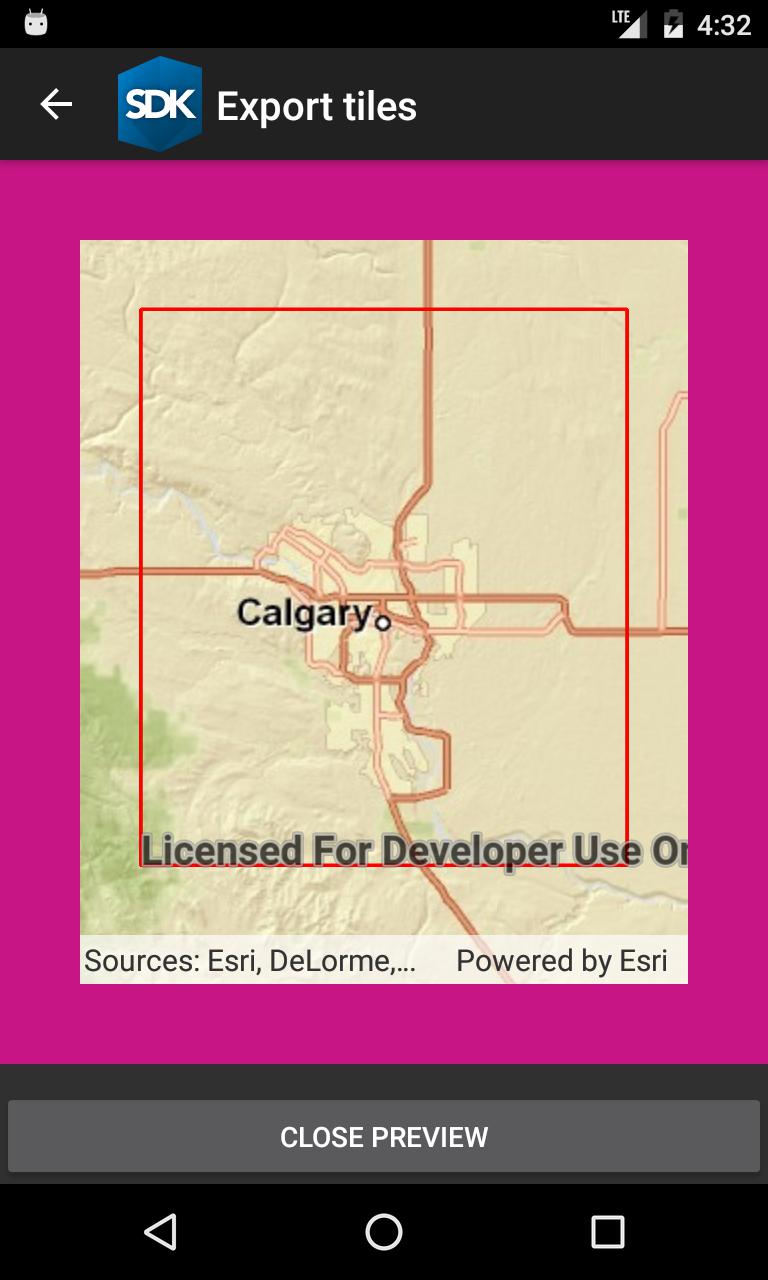 LTE 4:32
SDK Export tiles
Calgary
Licensed For Developer Use Or
Sources: Esri, DeLorme,... Powered by Esri
CLOSE PREVIEW